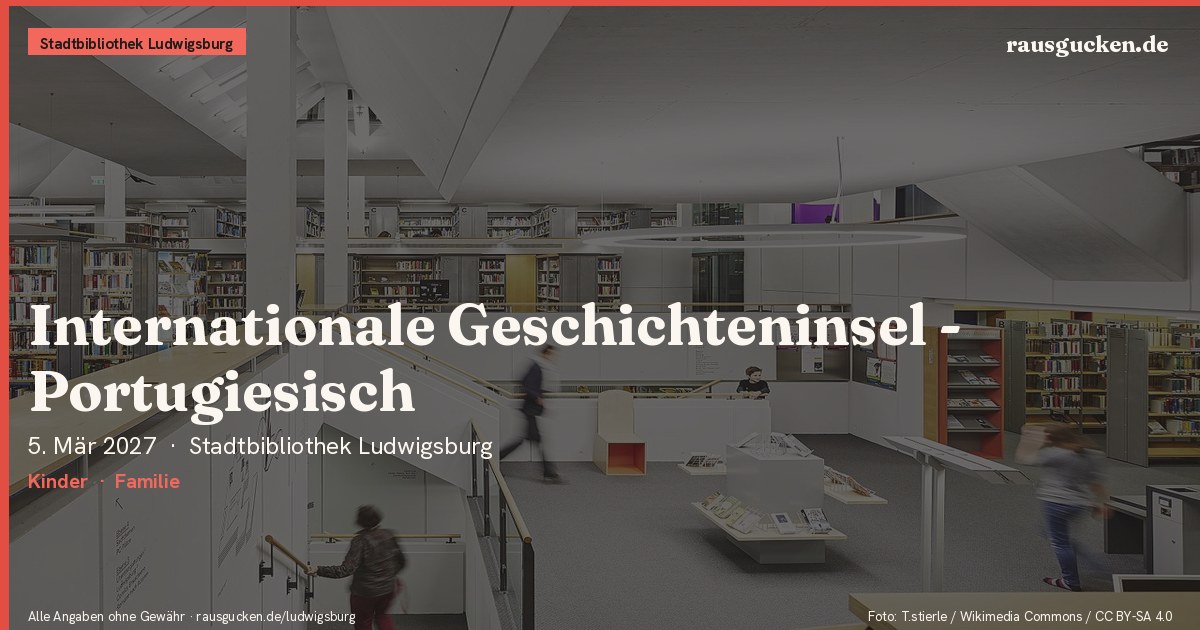 Stadtbibliothek Ludwigsburg
rausgucken.de
Internationale Geschichteninsel -
Portugiesisch
5. Mär 2027 · Stadtbibliothek Ludwigsburg
Kinder · Familie
Alle Angaben ohne Gewähr · rausgucken.de/ludwigsburg
Foto: T.stierle / Wikimedia Commons / CC BY-SA 4.0